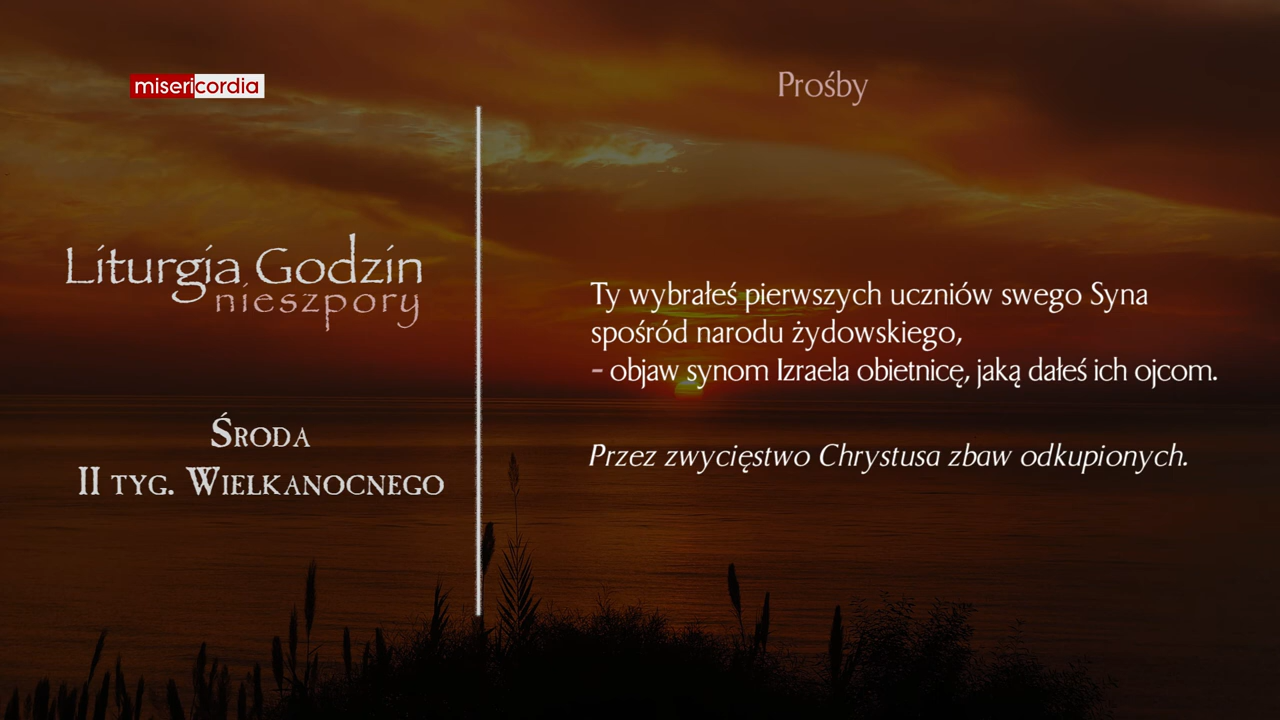 misericordia
Prośby
Liturgia Godzin
nieszpory
Środa
II tyg. Wielkanocnego
Ty wybrałeś pierwszych uczniów swego Syna
spośród narodu żydowskiego,
- objaw synom Izraela obietnicę, jaką dałeś ich ojcom.
Przez zwycięstwo Chrystusa zbaw odkupionych.